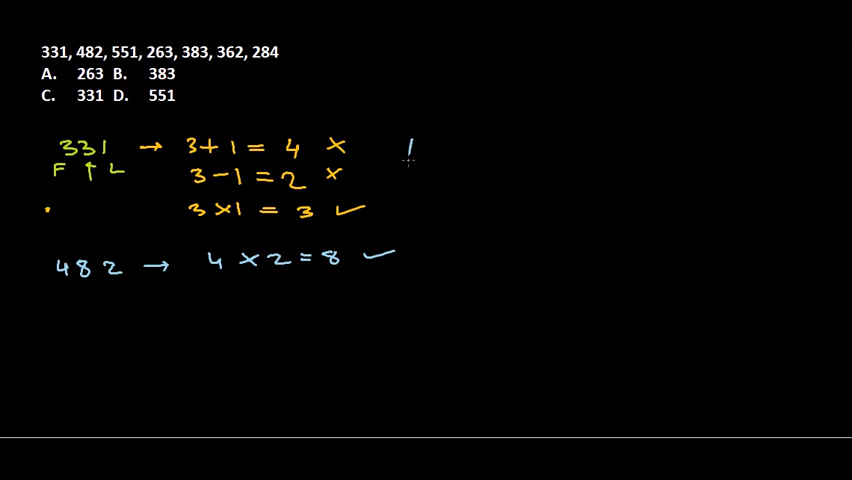 331, 482, 551, 263, 383, 362, 284
A. 263 B. 383
C. 331 D. 551
331 → 3+1 = 4 ×
F ↑ L 3-1 = 2 ×
3×1 = 3 ✓
482 → 4×2=8 ✓